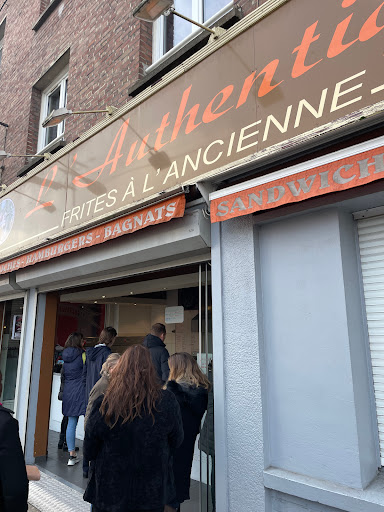 L'Authentiq
FRITES À L'ANCIENNE
HAMBURGERS - BAGNATS
SANDWICH